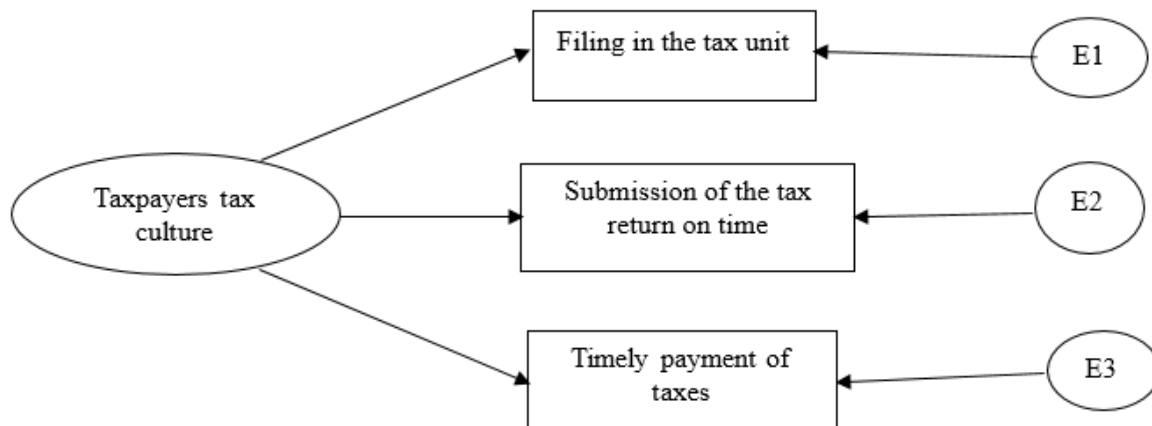 Filing in the tax unit
E1
Taxpayers tax
culture
Submission of the tax
return on time
E2
Timely payment of
taxes
E3